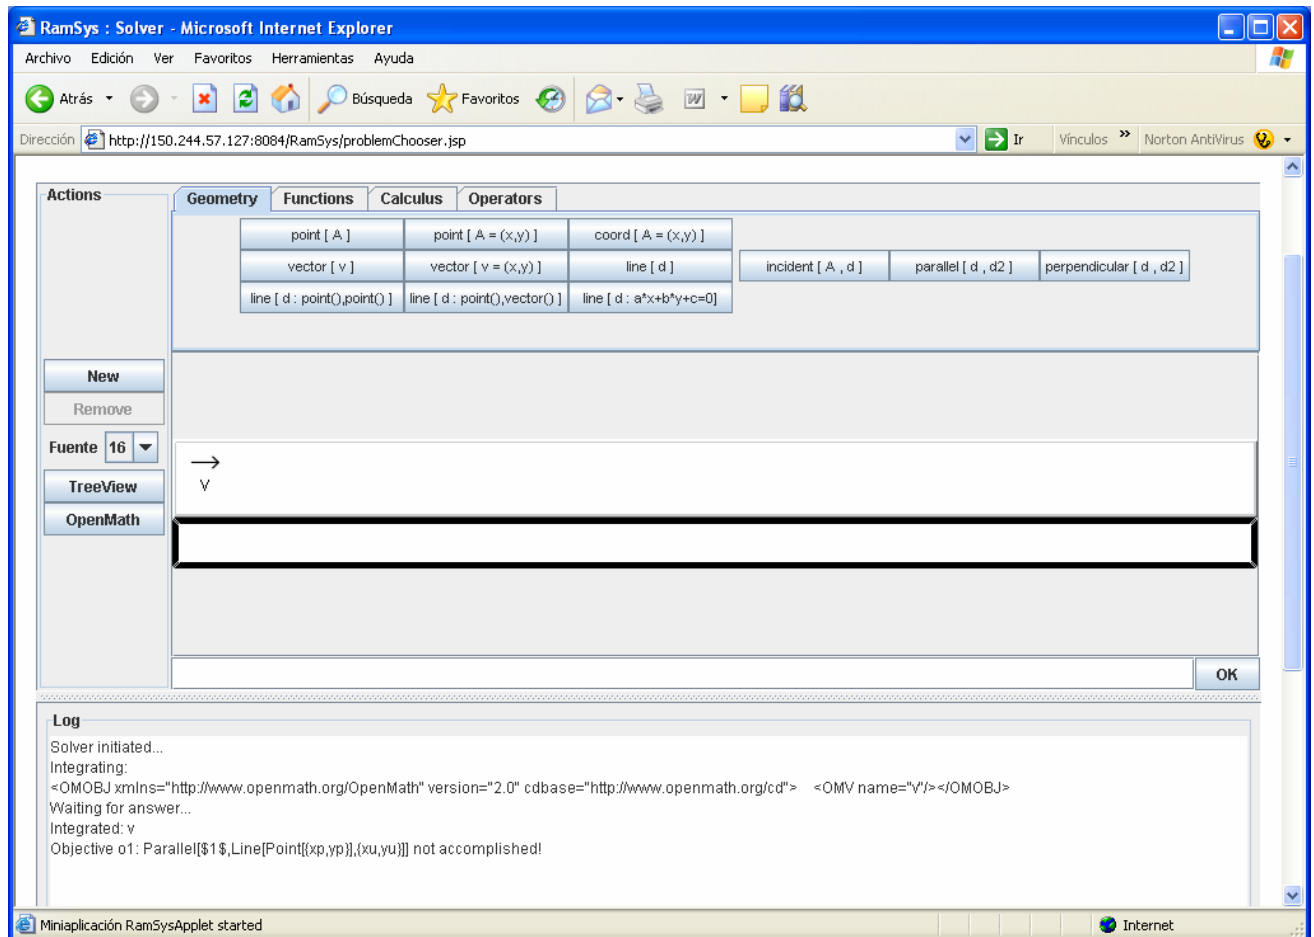 RamSys : Solver - Microsoft Internet Explorer
Archivo Edición Ver Favoritos Herramientas Ayuda
Atrás Búsqueda Favoritos
Dirección http://150.244.57.127:8084/RamSys/problemChooser.jsp Ir Vínculos » Norton AntiVirus
Actions Geometry Functions Calculus Operators
point [ A ] point [ A = (x,y) ] coord [ A = (x,y) ]
vector [ v ] vector [ v = (x,y) ] line [ d ] incident [ A , d ] parallel [ d , d2 ] perpendicular [ d , d2 ]
line [ d : point(),point() ] line [ d : point(),vector() ] line [ d : a*x+b*y+c=0]
New
Remove
Fuente 16
→
v
TreeView
OpenMath
OK
Log
Solver initiated...
Integrating:
<OMOBJ xmlns="http://www.openmath.org/OpenMath" version="2.0" cdbase="http://www.openmath.org/cd"> <OMV name="v"/></OMOBJ>
Waiting for answer...
Integrated: v
Objective o1: Parallel[$1$,Line[Point[{xp,yp}],{xu,yu}]] not accomplished!
Miniaplicación RamSysApplet started Internet